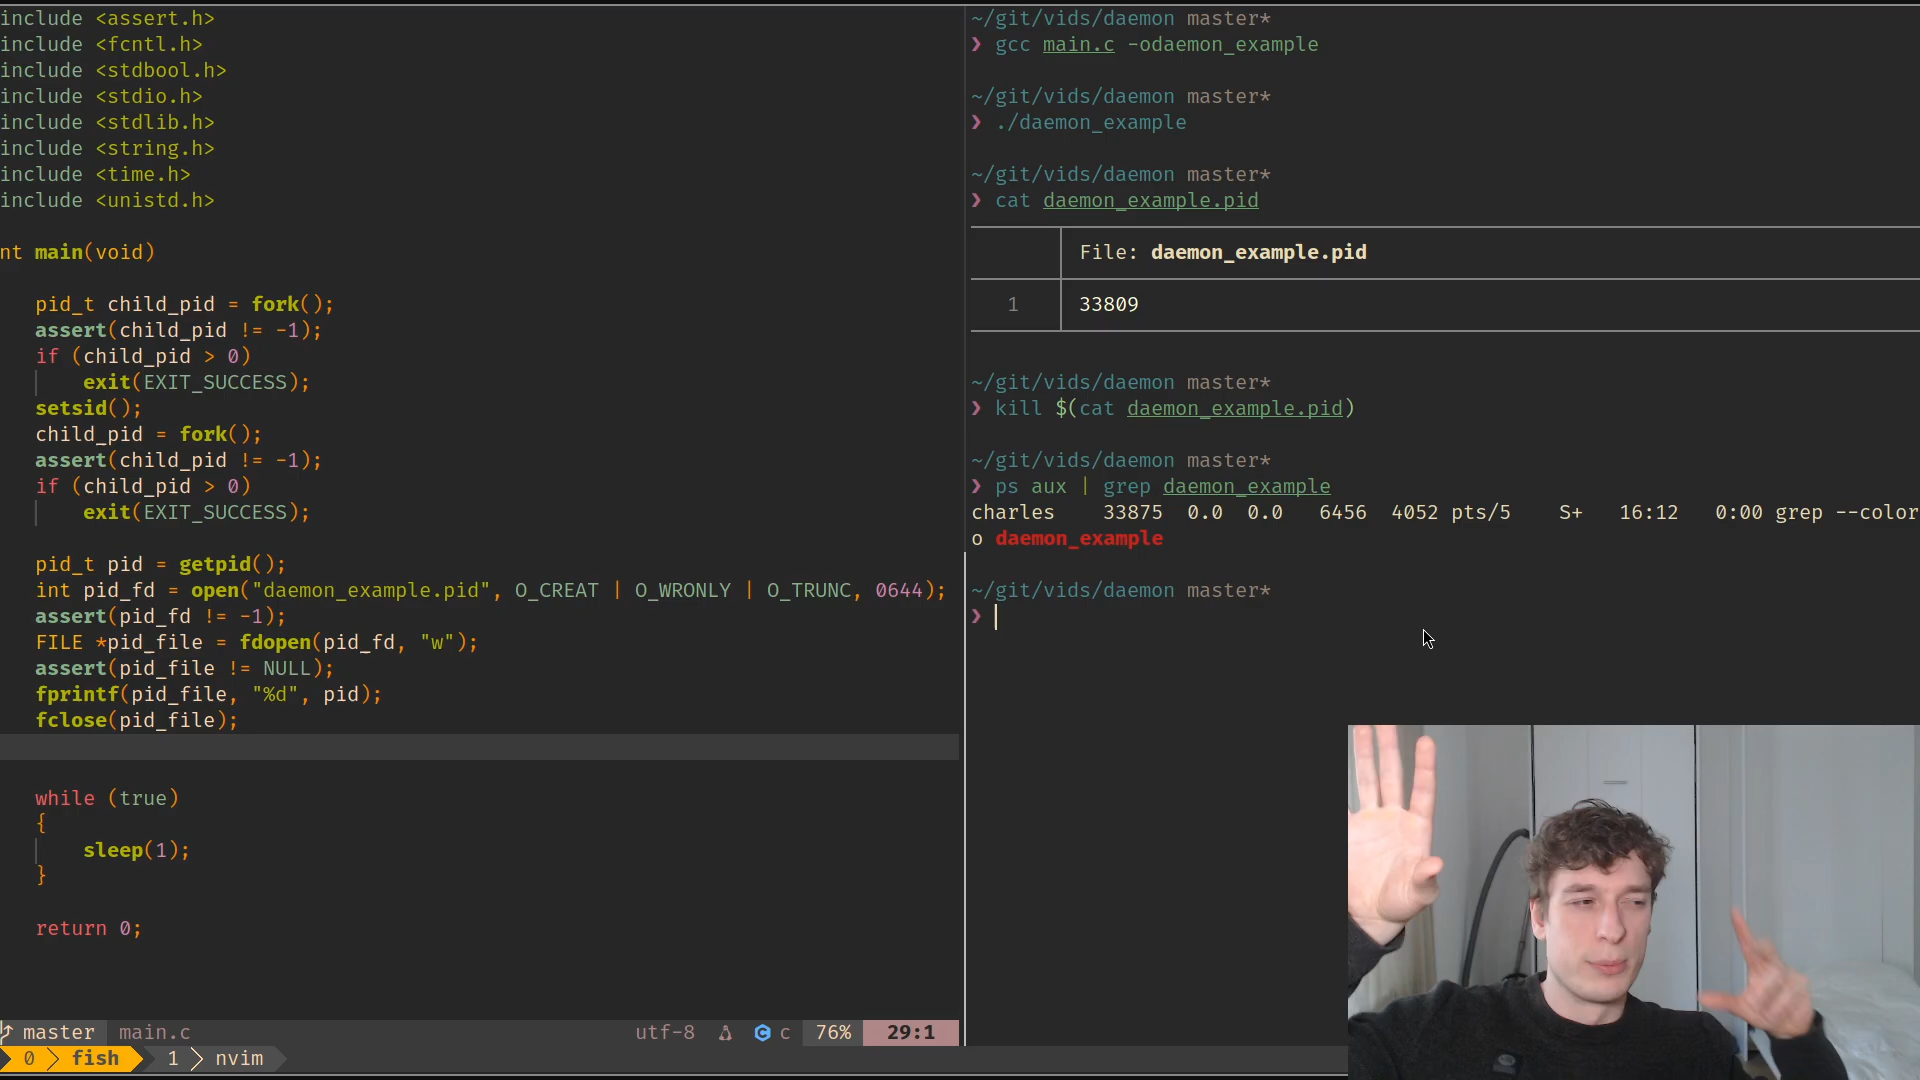 include <assert.h>
include <fcntl.h>
include <stdbool.h>
include <stdio.h>
include <stdlib.h>
include <string.h>
include <time.h>
include <unistd.h>
nt main(void)
pid_t child_pid = fork();
assert(child_pid != -1);
if (child_pid > 0)
exit(EXIT_SUCCESS);
setsid();
child_pid = fork();
assert(child_pid != -1);
if (child_pid > 0)
exit(EXIT_SUCCESS);
pid_t pid = getpid();
int pid_fd = open("daemon_example.pid", O_CREAT | O_WRONLY | O_TRUNC, 0644);
assert(pid_fd != -1);
FILE *pid_file = fdopen(pid_fd, "w");
assert(pid_file != NULL);
fprintf(pid_file, "%d", pid);
fclose(pid_file);
while (true)
{
sleep(1);
}
return 0;
master main.c utf-8 c 76% 29:1
0 fish 1 nvim
~/git/vids/daemon master*
❯ gcc main.c -odaemon_example
~/git/vids/daemon master*
❯ ./daemon_example
~/git/vids/daemon master*
❯ cat daemon_example.pid
File: daemon_example.pid
1 33809
~/git/vids/daemon master*
❯ kill $(cat daemon_example.pid)
~/git/vids/daemon master*
❯ ps aux | grep daemon_example
charles 33875 0.0 0.0 6456 4052 pts/5 S+ 16:12 0:00 grep --color
o daemon_example
~/git/vids/daemon master*
❯